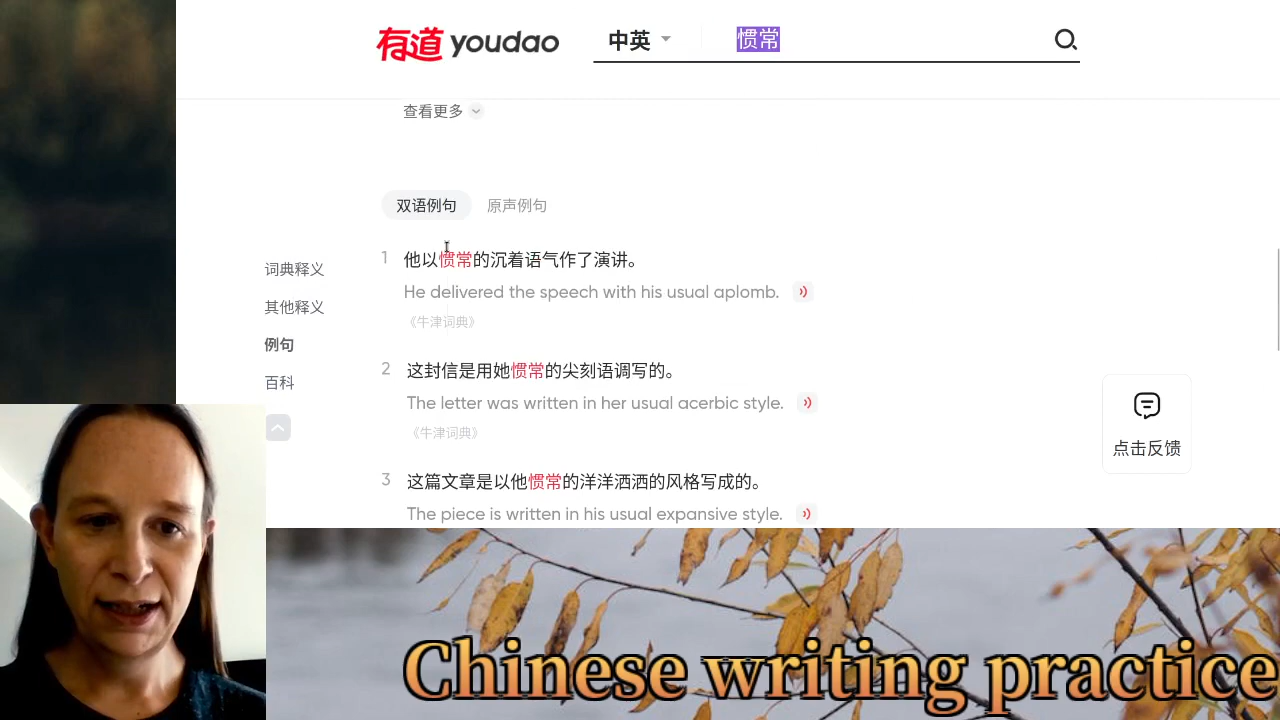 有道 youdao 中英 惯常
查看更多
双语例句 原声例句
1 他以惯常的沉着语气作了演讲。
He delivered the speech with his usual aplomb.
《牛津词典》
2 这封信是用她惯常的尖刻语调写的。
The letter was written in her usual acerbic style.
《牛津词典》
3 这篇文章是以他惯常的洋洋洒洒的风格写成的。
The piece is written in his usual expansive style.
词典释义
其他释义
例句
百科
点击反馈
Chinese writing practice